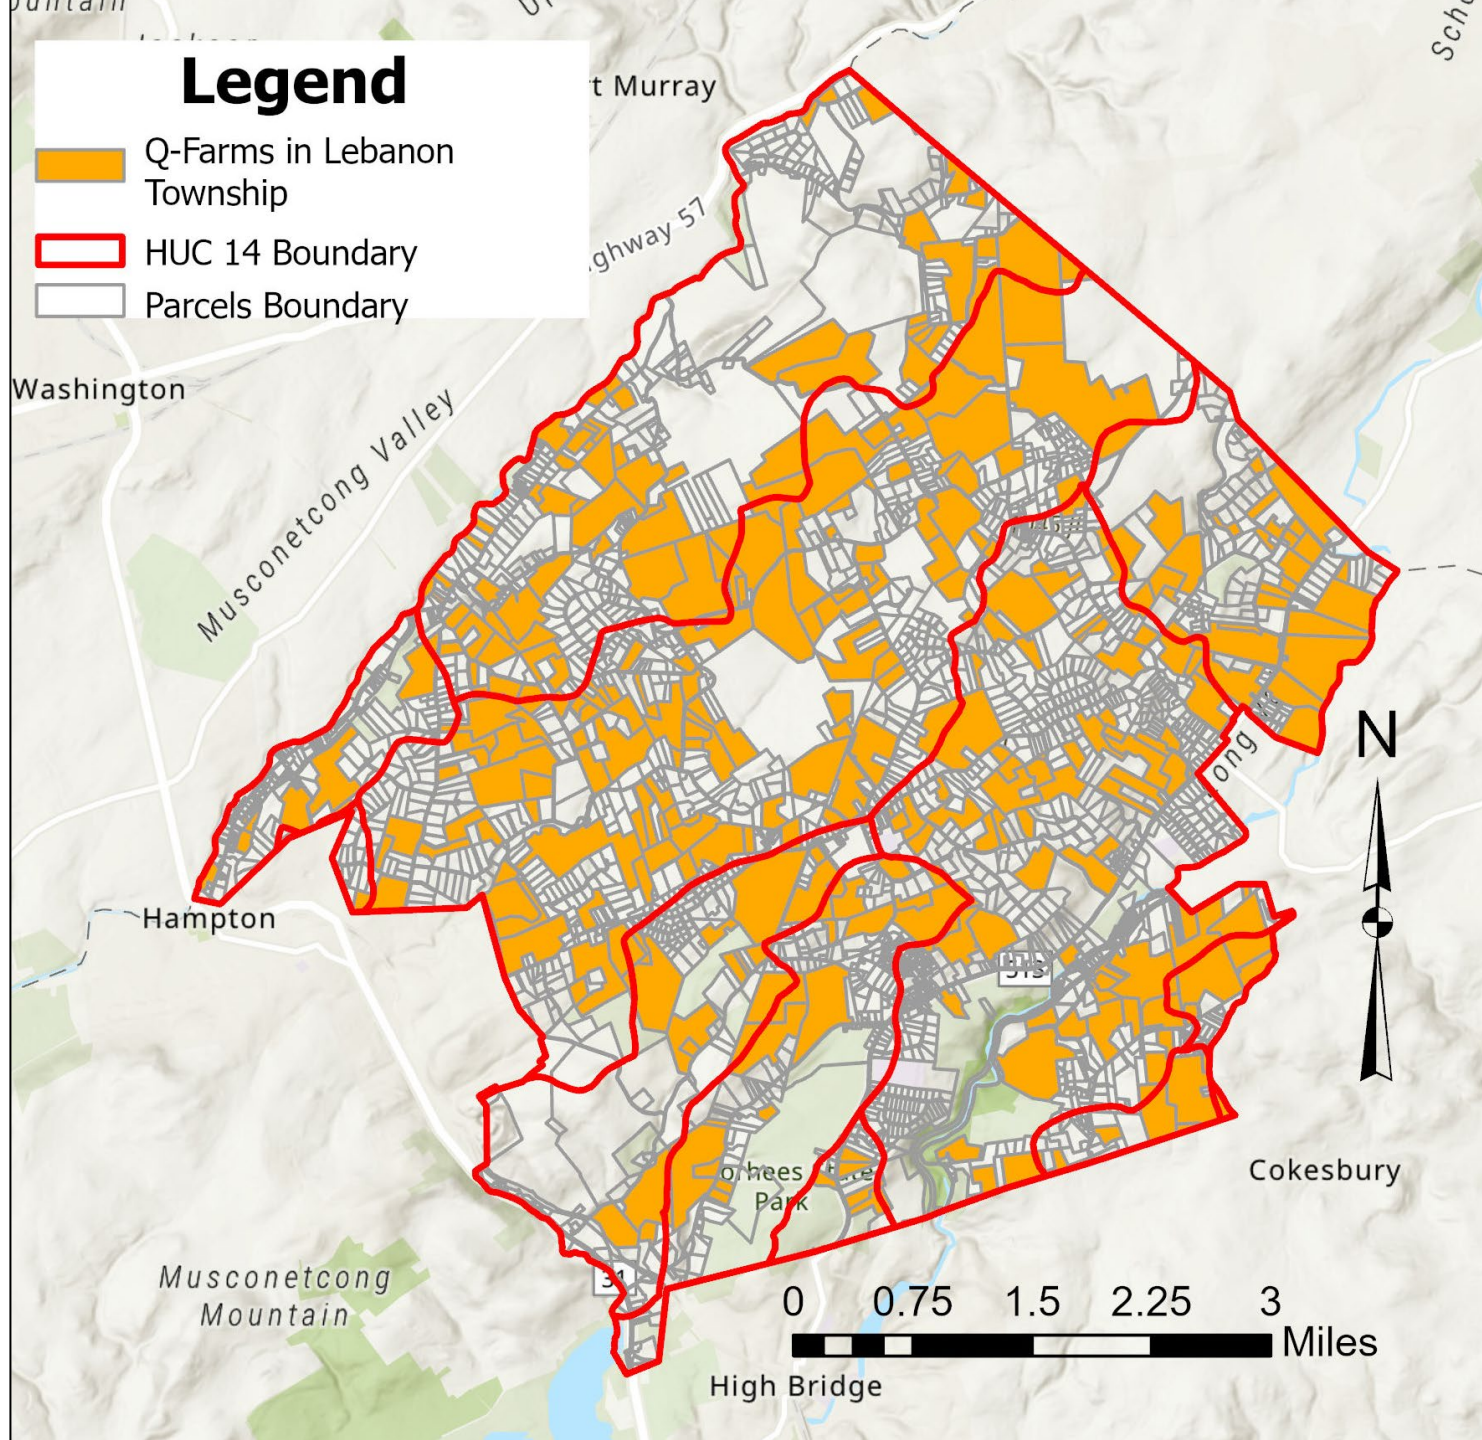 Legend
Q-Farms in Lebanon
Township
HUC 14 Boundary
Parcels Boundary
Murray
57
Washington
Musconetcong Valley
Hampton
N
513
Park
Cokesbury
31
Musconetcong
Mountain
0 0.75 1.5 2.25 3
Miles
High Bridge